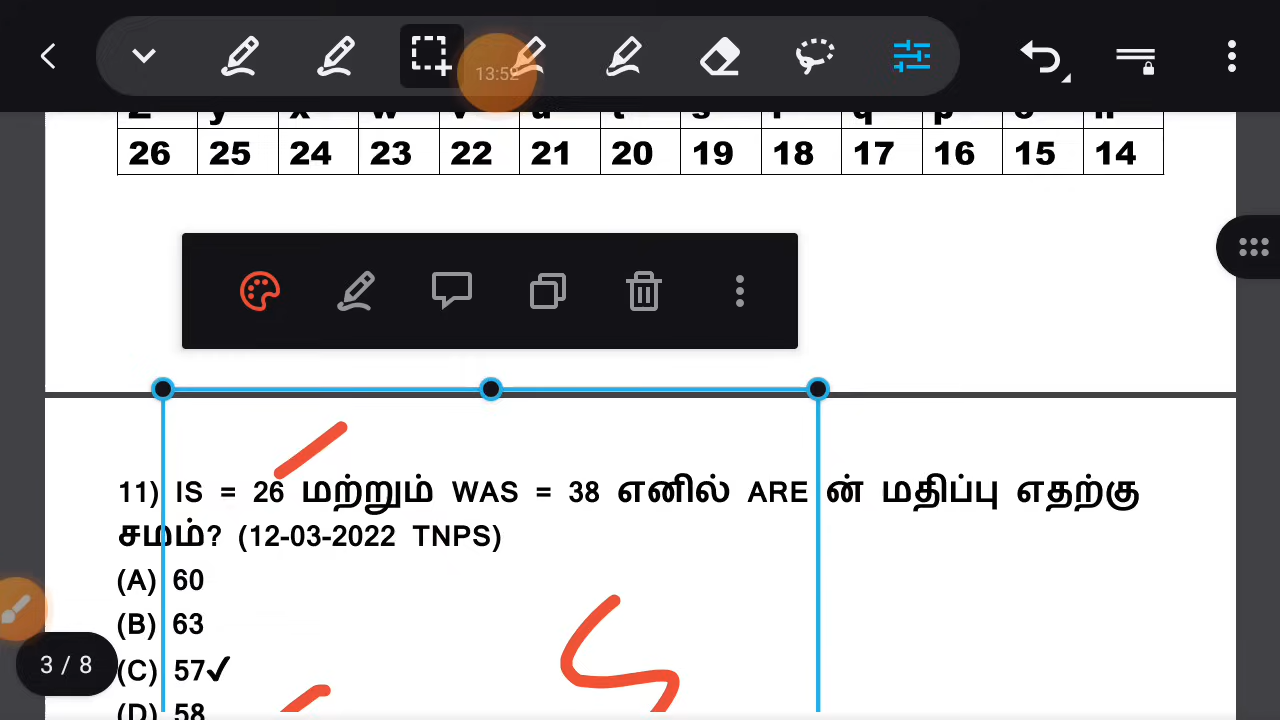 13:52
z y x w v u t s r q p o n
26 25 24 23 22 21 20 19 18 17 16 15 14
11) IS = 26 மற்றும் WAS = 38 எனில் ARE ன் மதிப்பு எதற்கு
சமம்? (12-03-2022 TNPS)
(A) 60
(B) 63
(C) 57✓
(D) 58
3 / 8